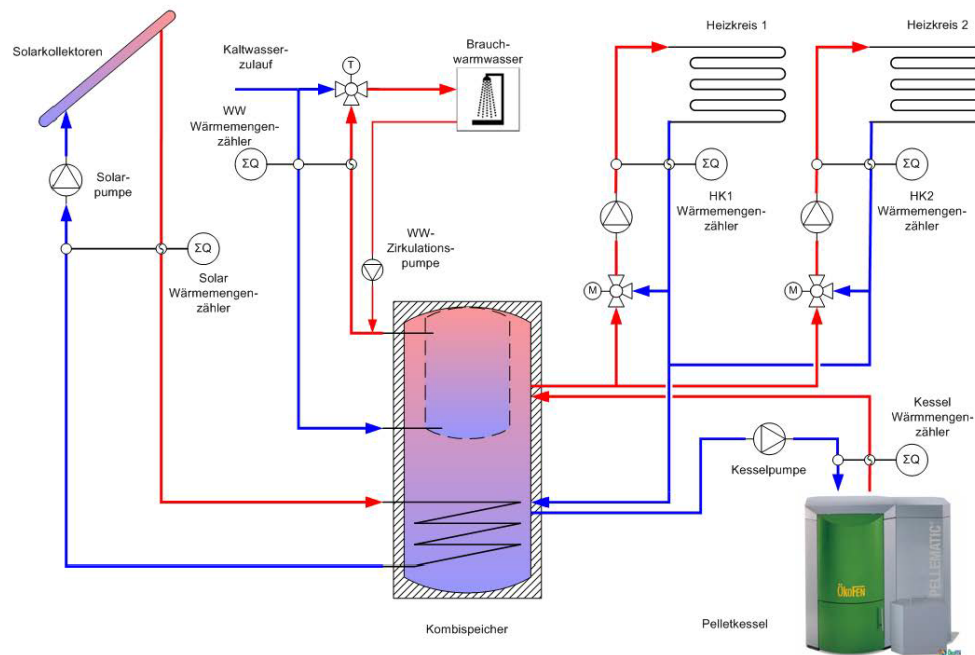 Solarkollektoren
Kaltwasser-
zulauf
T
Brauch-
warmwasser
Heizkreis 1
Heizkreis 2
WW
Wärmemengen-
zähler
ΣQ
Solar-
pumpe
ΣQ
Solar
Wärmemengen-
zähler
WW-
Zirkulations-
pumpe
ΣQ
HK1
Wärmemengen-
zähler
M
ΣQ
HK2
Wärmemengen-
zähler
M
Kessel
Wärmmengen-
zähler
ΣQ
Kesselpumpe
ÖkoFEN
PELLEMATIC
Kombispeicher
Pelletkessel